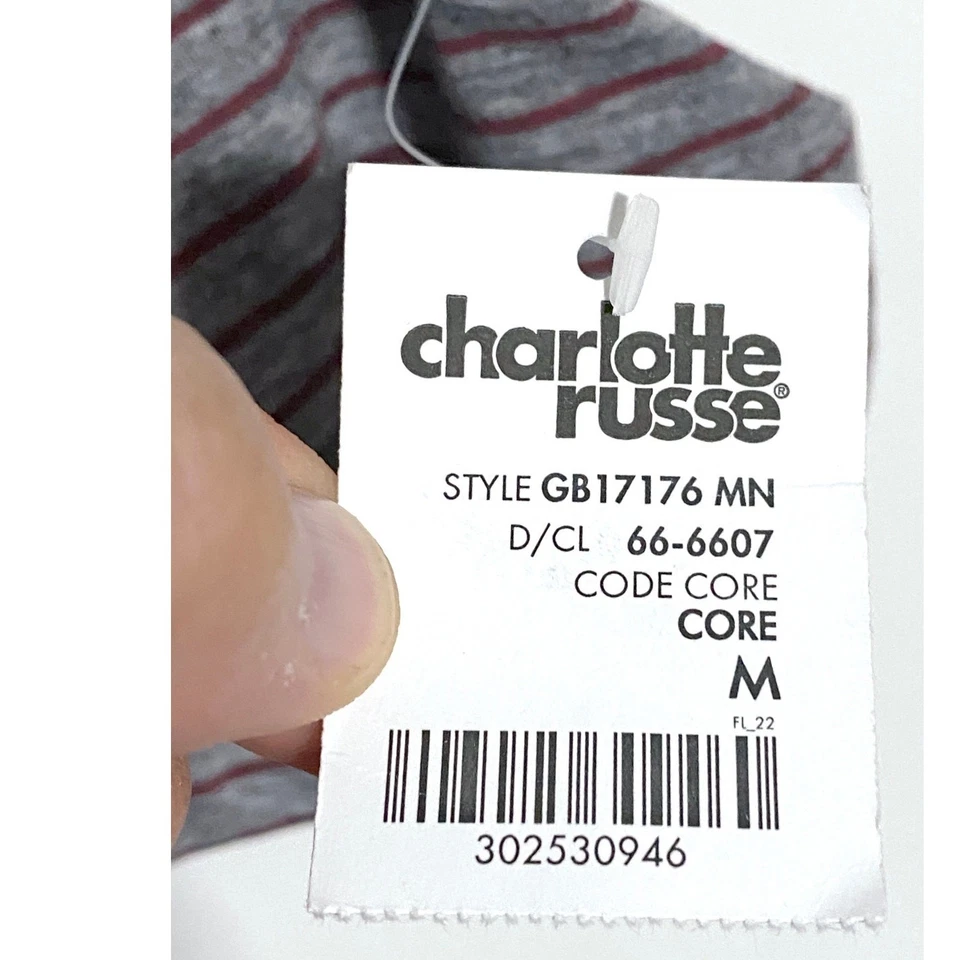 charlotte
russe®
STYLE GB17176 MN
D/CL 66-6607
CODE CORE
CORE
M
FL_22
302530946